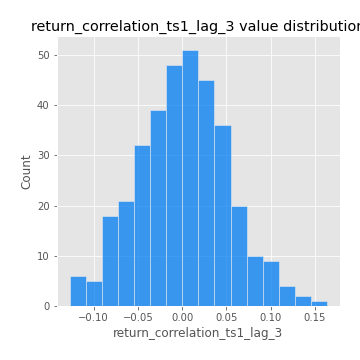 return_correlation_ts1_lag_3 value distribution
50
40
30
20
10
0
Count
−0.10 −0.05 0.00 0.05 0.10 0.15
return_correlation_ts1_lag_3